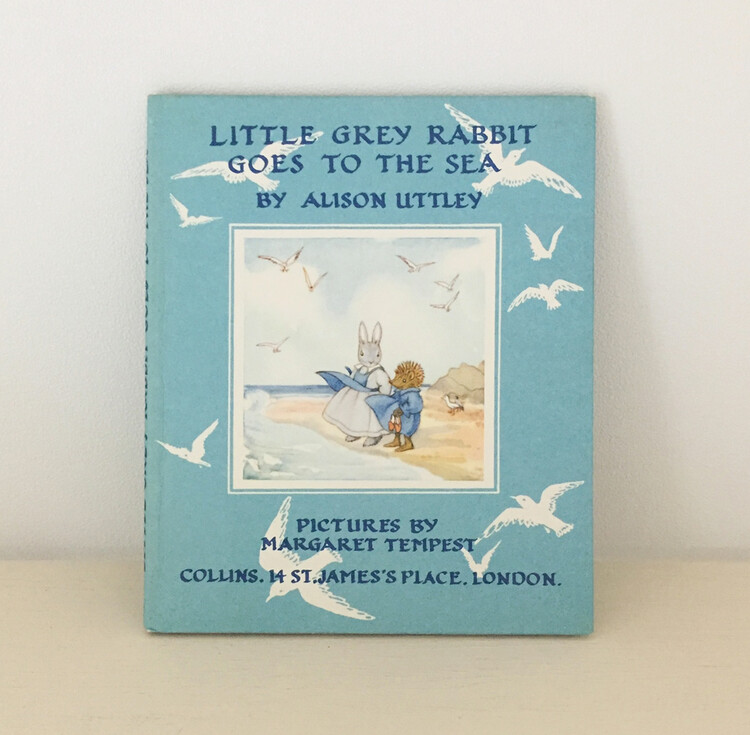 LITTLE GREY RABBIT
GOES TO THE SEA
BY ALISON UTTLEY
PICTURES BY
MARGARET TEMPEST
COLLINS. 14 ST. JAMES'S PLACE. LONDON.